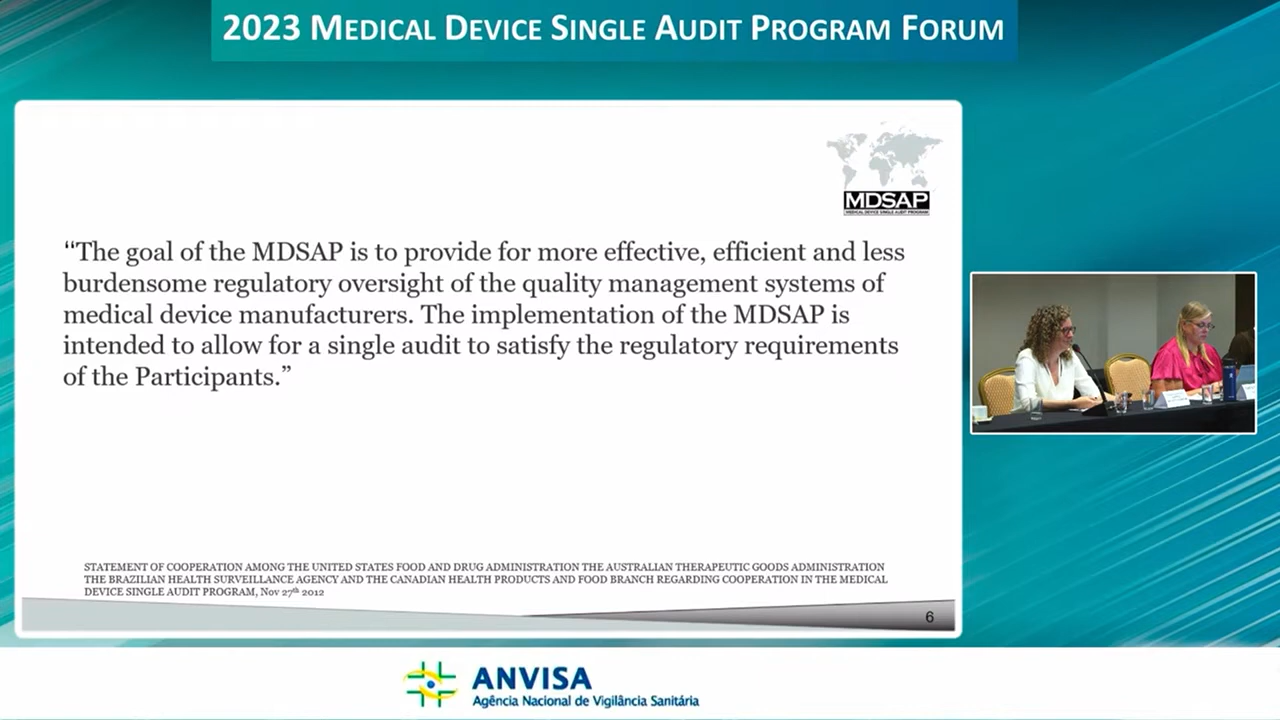 2023 MEDICAL DEVICE SINGLE AUDIT PROGRAM FORUM
MDSAP
MEDICAL DEVICE SINGLE AUDIT PROGRAM
“The goal of the MDSAP is to provide for more effective, efficient and less
burdensome regulatory oversight of the quality management systems of
medical device manufacturers. The implementation of the MDSAP is
intended to allow for a single audit to satisfy the regulatory requirements
of the Participants.”
STATEMENT OF COOPERATION AMONG THE UNITED STATES FOOD AND DRUG ADMINISTRATION THE AUSTRALIAN THERAPEUTIC GOODS ADMINISTRATION
THE BRAZILIAN HEALTH SURVEILLANCE AGENCY AND THE CANADIAN HEALTH PRODUCTS AND FOOD BRANCH REGARDING COOPERATION IN THE MEDICAL
DEVICE SINGLE AUDIT PROGRAM, Nov 27th 2012
6
ANVISA
Agência Nacional de Vigilância Sanitária